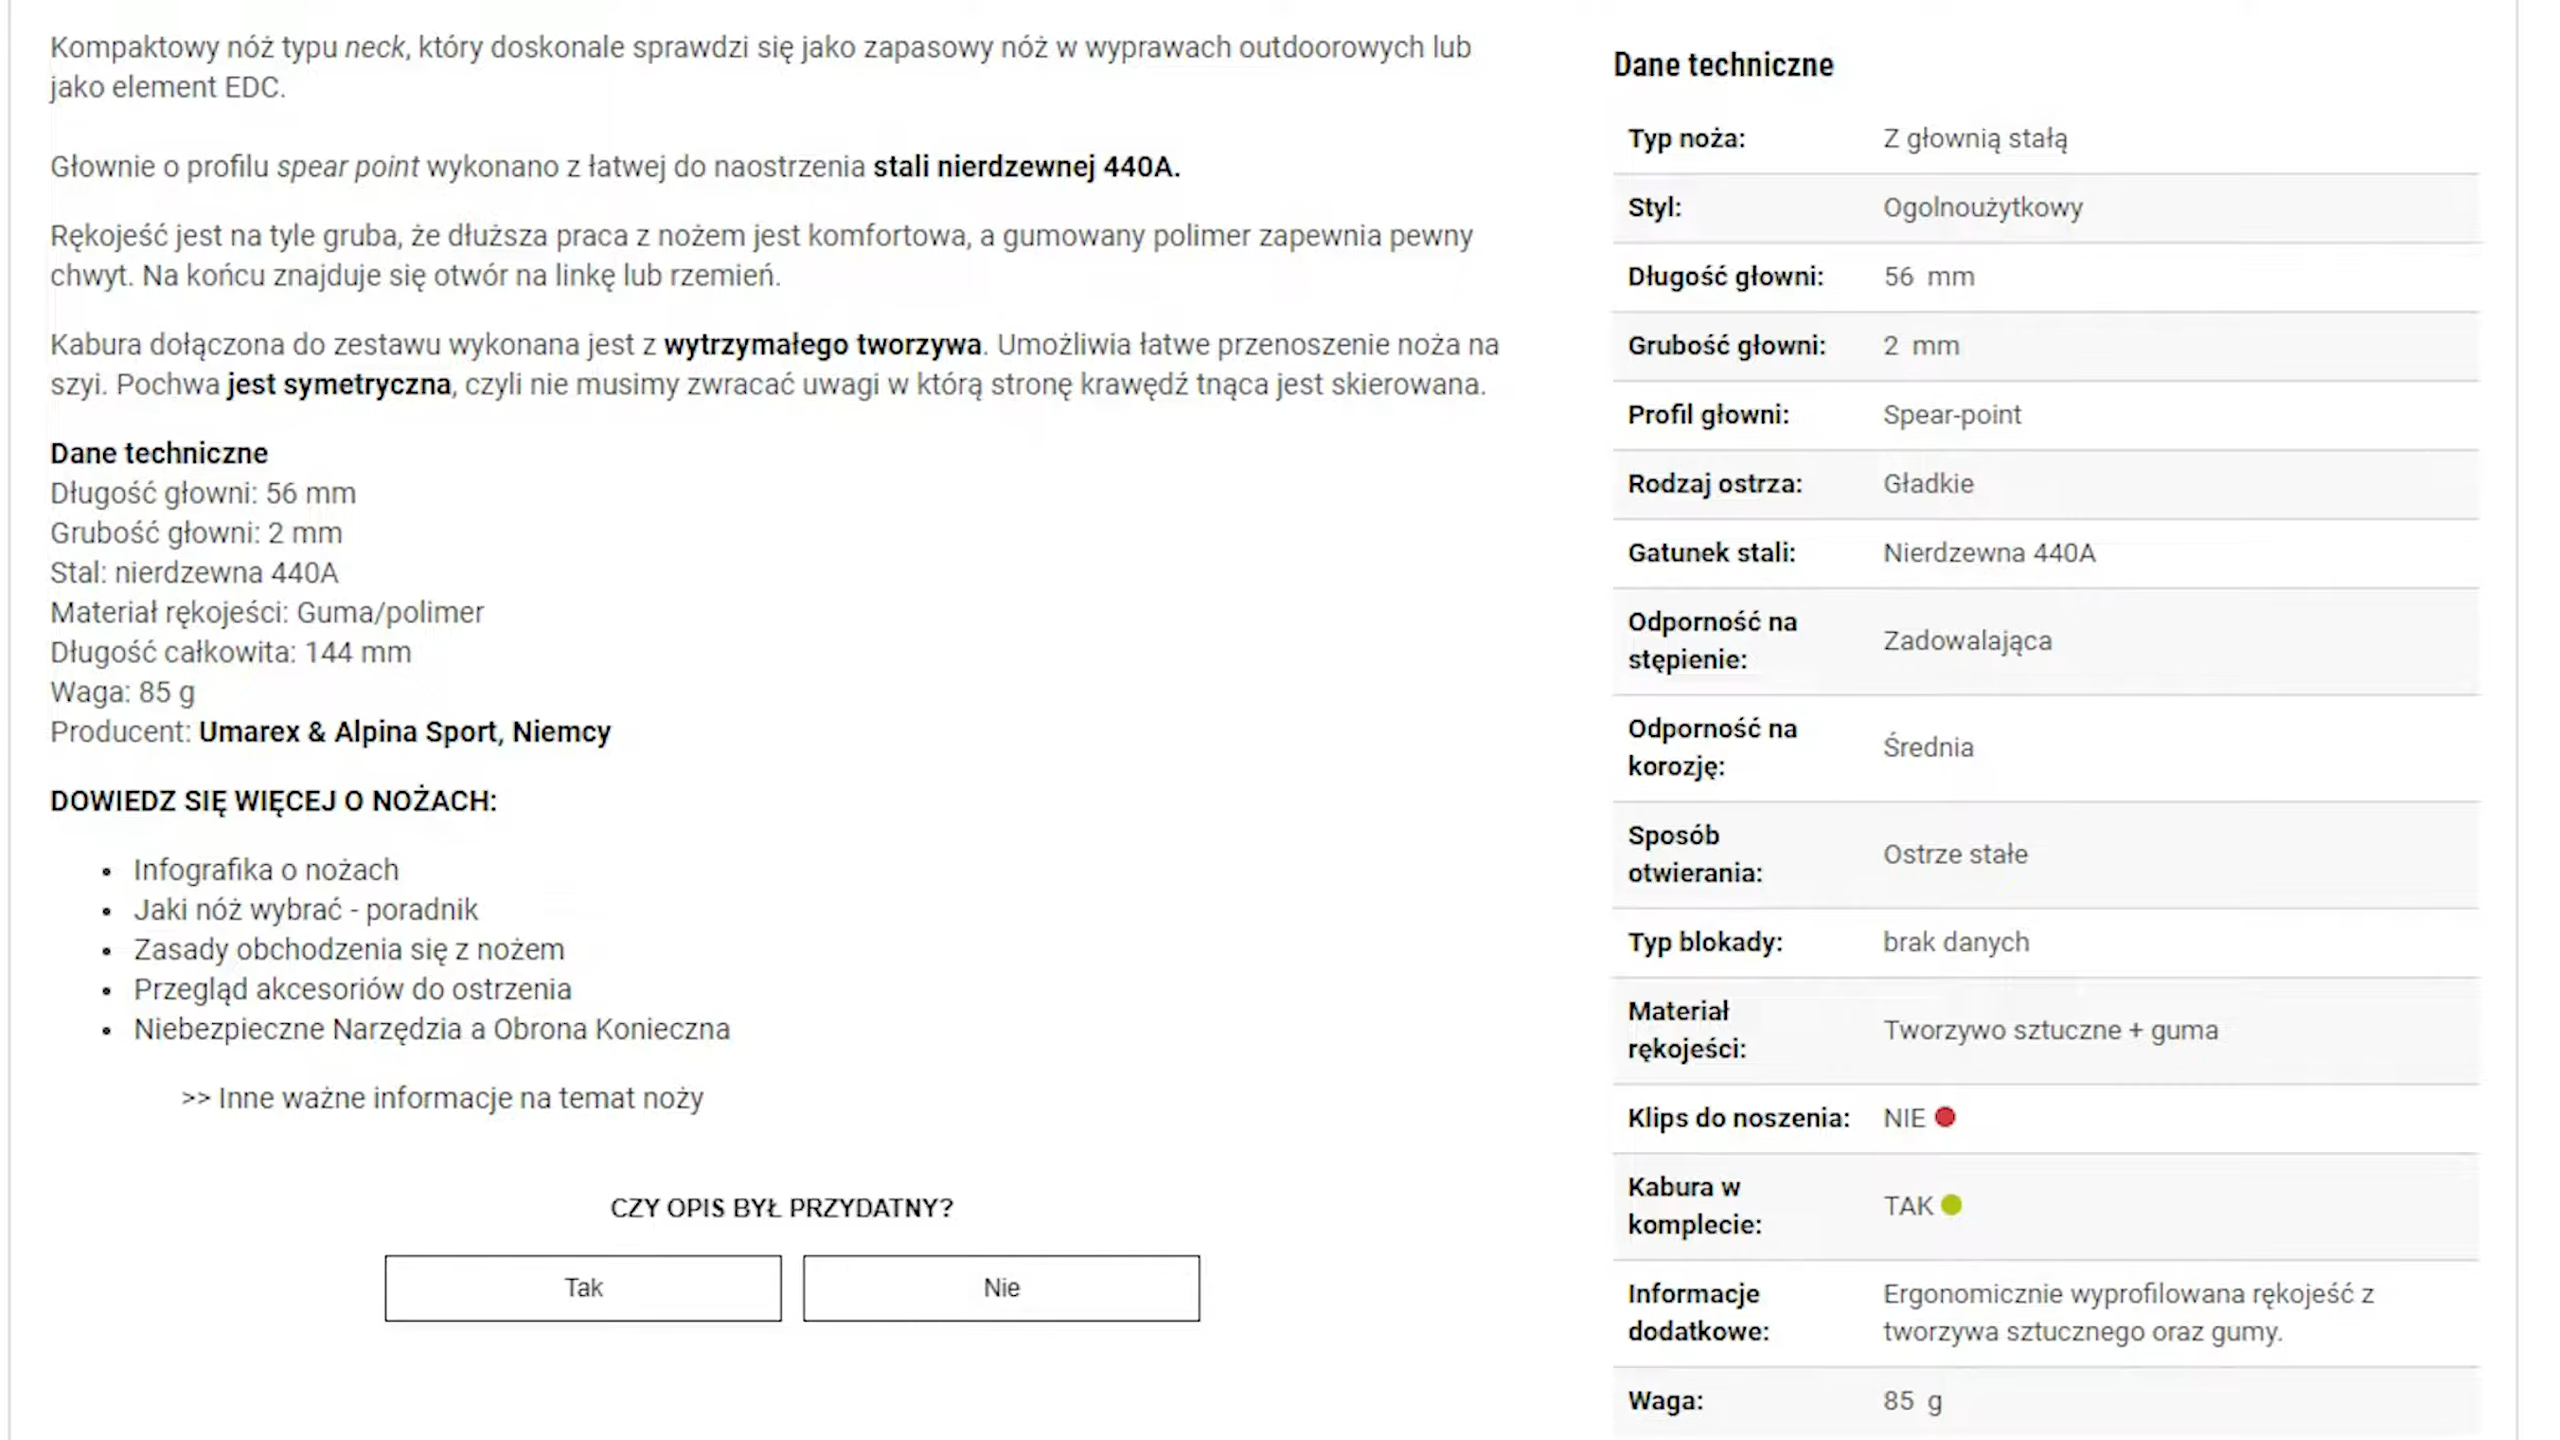 Kompaktowy nóż typu neck, który doskonale sprawdzi się jako zapasowy nóż w wyprawach outdoorowych lub
jako element EDC.
Głownie o profilu spear point wykonano z łatwej do naostrzenia stali nierdzewnej 440A.
Rękojeść jest na tyle gruba, że dłuższa praca z nożem jest komfortowa, a gumowany polimer zapewnia pewny
chwyt. Na końcu znajduje się otwór na linkę lub rzemień.
Kabura dołączona do zestawu wykonana jest z wytrzymałego tworzywa. Umożliwia łatwe przenoszenie noża na
szyi. Pochwa jest symetryczna, czyli nie musimy zwracać uwagi w którą stronę krawędź tnąca jest skierowana.
Dane techniczne
Długość głowni: 56 mm
Grubość głowni: 2 mm
Stal: nierdzewna 440A
Materiał rękojeści: Guma/polimer
Długość całkowita: 144 mm
Waga: 85 g
Producent: Umarex & Alpina Sport, Niemcy
DOWIEDZ SIĘ WIĘCEJ O NOŻACH:
• Infografika o nożach
• Jaki nóż wybrać - poradnik
• Zasady obchodzenia się z nożem
• Przegląd akcesoriów do ostrzenia
• Niebezpieczne Narzędzia a Obrona Konieczna
>> Inne ważne informacje na temat noży
CZY OPIS BYŁ PRZYDATNY?
Tak Nie
Dane techniczne
Typ noża: Z głownią stałą
Styl: Ogolnoużytkowy
Długość głowni: 56 mm
Grubość głowni: 2 mm
Profil głowni: Spear-point
Rodzaj ostrza: Gładkie
Gatunek stali: Nierdzewna 440A
Odporność na
stępienie: Zadowalająca
Odporność na
korozję: Średnia
Sposób
otwierania: Ostrze stałe
Typ blokady: brak danych
Materiał
rękojeści: Tworzywo sztuczne + guma
Klips do noszenia: NIE
Kabura w
komplecie: TAK
Informacje Ergonomicznie wyprofilowana rękojeść z
dodatkowe: tworzywa sztucznego oraz gumy.
Waga: 85 g